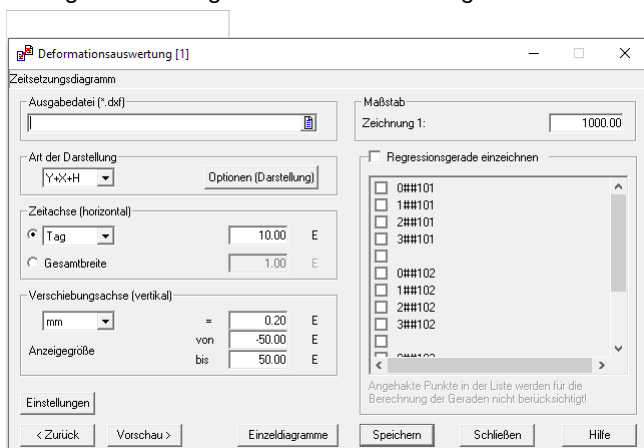 Deformationsauswertung [1]
Zeitsetzungsdiagramm
Ausgabedatei (*.dxf)
Maßstab
Zeichnung 1:
1000.00
Art der Darstellung
Y+X+H
Optionen (Darstellung)
Regressionsgerade einzeichnen
0##101
1##101
2##101
3##101
0##102
1##102
2##102
3##102
Zeitachse (horizontal)
Tag
10.00
E
Gesamtbreite
1.00
E
Verschiebungsachse (vertikal)
mm
=
0.20
E
Anzeigegröße
von
-50.00
E
bis
50.00
E
Angehakte Punkte in der Liste werden für die
Berechnung der Geraden nicht berücksichtigt!
Einstellungen
< Zurück
Vorschau >
Einzeldiagramme
Speichern
Schließen
Hilfe